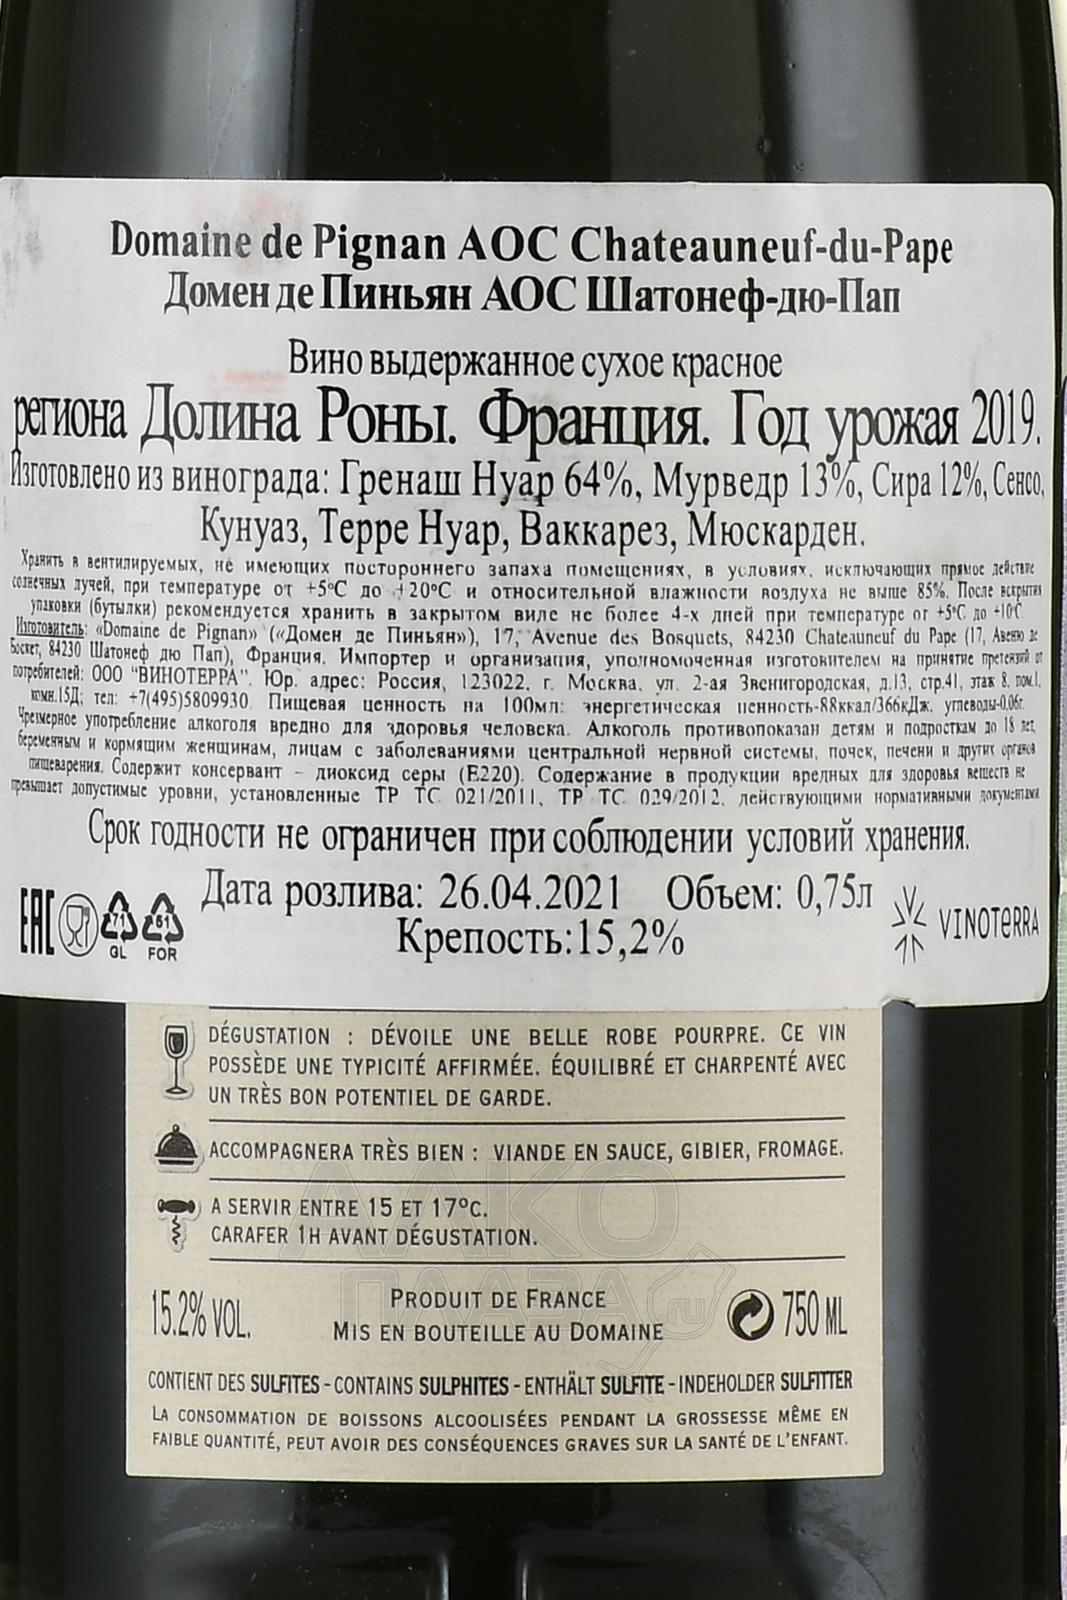 Domaine de Pignan AOC Chateauneuf-du-Pape
Домен де Пиньян АОС Шатонеф-дю-Пап
Вино выдержанное сухое красное
региона Долина Роны. Франция. Год урожая 2019.
Изготовлено из винограда: Гренаш Нуар 64%, Мурведр 13%, Сира 12%, Сенсо,
Кунуаз, Терре Нуар, Ваккарез, Мюскарден.
Хранить в вентилируемых, не имеющих постороннего запаха помещениях, в условиях, исключающих прямое действие
солнечных лучей, при температуре от +5°С до +20°С и относительной влажности воздуха не выше 85%. После вскрытия
упаковки (бутылки) рекомендуется хранить в закрытом виде не более 4-х дней при температуре от +5°С до +10°С
Изготовитель: «Domaine de Pignan» («Домен де Пиньян»), 17, Avenue des Bosquets, 84230 Chateauneuf du Pape (17, Авеню де
Боскет, 84230 Шатонеф дю Пап), Франция. Импортер и организация, уполномоченная изготовителем на принятие претензий от
потребителей: ООО "ВИНОТЕРРА". Юр. адрес: Россия, 123022, г. Москва, ул. 2-ая Звенигородская, д.13, стр.41, этаж 8, пом.I,
комн.15Д; тел: +7(495)5809930. Пищевая ценность на 100мл: энергетическая ценность-88ккал/366кДж, углеводы-0,06г.
Чрезмерное употребление алкоголя вредно для здоровья человека. Алкоголь противопоказан детям и подросткам до 18 лет,
беременным и кормящим женщинам, лицам с заболеваниями центральной нервной системы, почек, печени и других органов
пищеварения. Содержит консервант - диоксид серы (Е220). Содержание в продукции вредных для здоровья веществ не
превышает допустимые уровни, установленные ТР ТС 021/2011, ТР ТС 029/2012, действующими нормативными документами
Срок годности не ограничен при соблюдении условий хранения.
Дата розлива: 26.04.2021 Объем: 0,75л
Крепость:15,2%
EAC 71 GL 51 FOR
VINOTERRA
DÉGUSTATION : DÉVOILE UNE BELLE ROBE POURPRE. CE VIN
POSSÈDE UNE TYPICITÉ AFFIRMÉE. ÉQUILIBRÉ ET CHARPENTÉ AVEC
UN TRÈS BON POTENTIEL DE GARDE.
ACCOMPAGNERA TRÈS BIEN : VIANDE EN SAUCE, GIBIER, FROMAGE.
A SERVIR ENTRE 15 ET 17°C.
CARAFER 1H AVANT DÉGUSTATION.
15.2% VOL.
PRODUIT DE FRANCE
MIS EN BOUTEILLE AU DOMAINE
750 ML
CONTIENT DES SULFITES - CONTAINS SULPHITES - ENTHÄLT SULFITE - INDEHOLDER SULFITTER
LA CONSOMMATION DE BOISSONS ALCOOLISÉES PENDANT LA GROSSESSE MÊME EN
FAIBLE QUANTITÉ, PEUT AVOIR DES CONSÉQUENCES GRAVES SUR LA SANTÉ DE L'ENFANT.
АЛКО
ПЛАЗА
ru